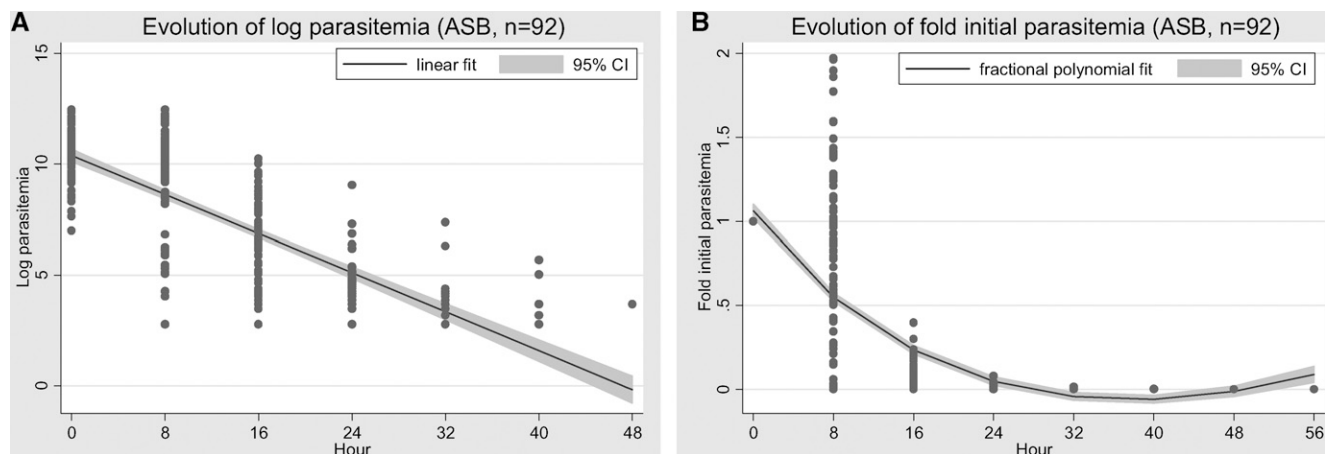 A
Evolution of log parasitemia (ASB, n=92)
linear fit 95% CI
Log parasitemia
15
10
5
0
0 8 16 24 32 40 48
Hour
B
Evolution of fold initial parasitemia (ASB, n=92)
fractional polynomial fit 95% CI
Fold initial parasitemia
2
1.5
1
.5
0
0 8 16 24 32 40 48 56
Hour